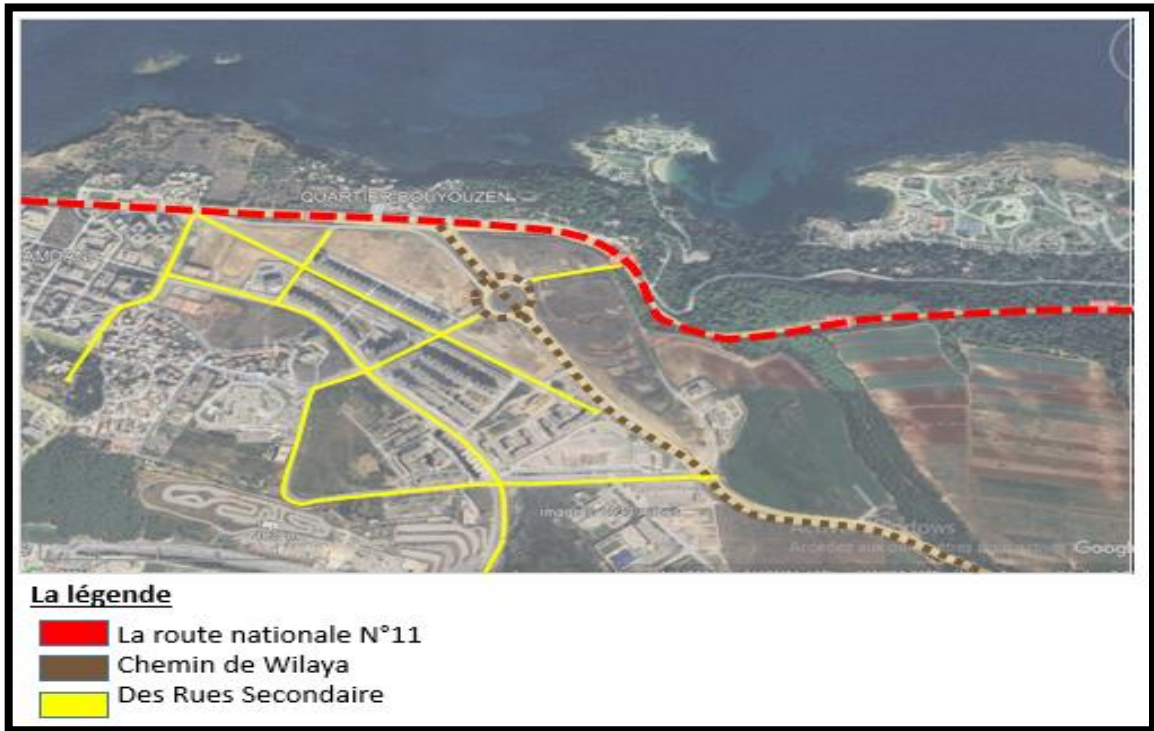 QUARTIER BOUYOUZEN
La légende
La route nationale N°11
Chemin de Wilaya
Des Rues Secondaire
Google